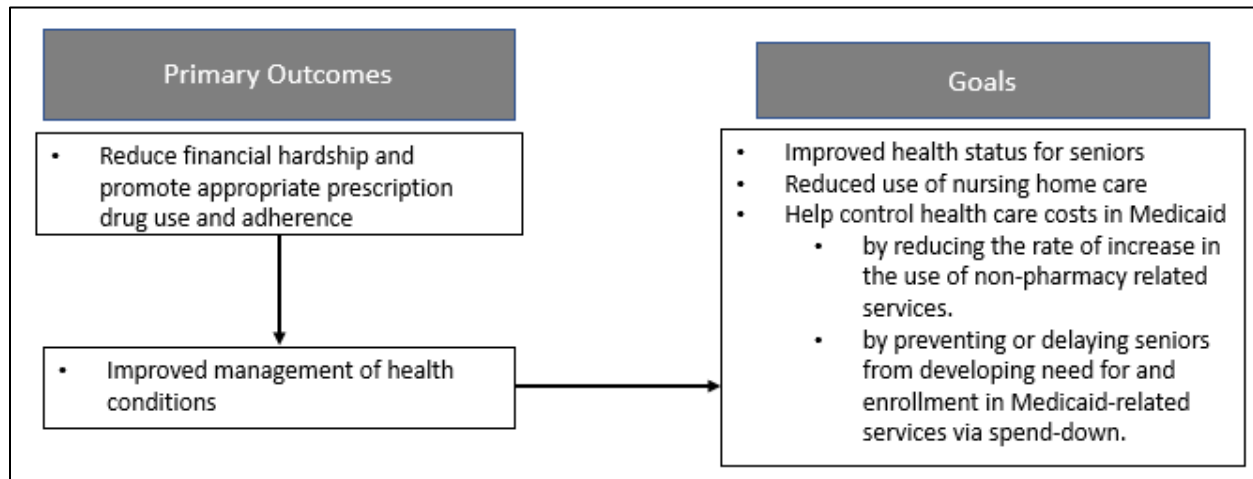 Primary Outcomes
• Reduce financial hardship and
promote appropriate prescription
drug use and adherence
• Improved management of health
conditions
Goals
• Improved health status for seniors
• Reduced use of nursing home care
• Help control health care costs in Medicaid
• by reducing the rate of increase in
the use of non-pharmacy related
services.
• by preventing or delaying seniors
from developing need for and
enrollment in Medicaid-related
services via spend-down.